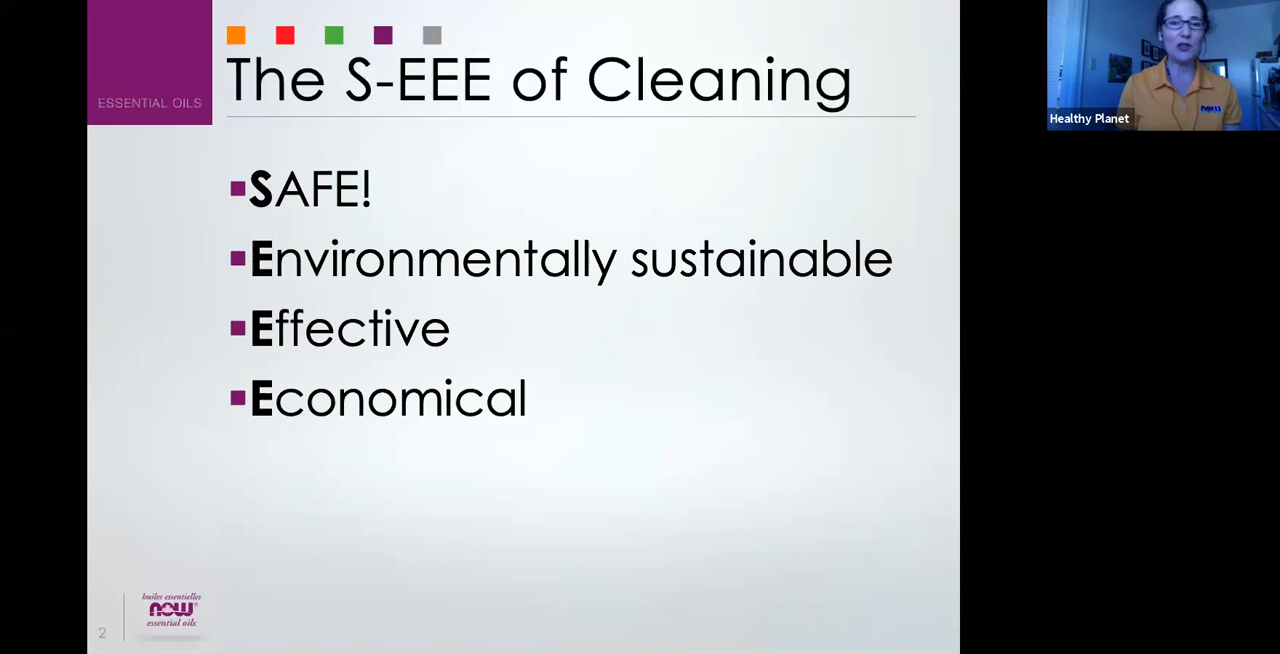 ESSENTIAL OILS
The S-EEE of Cleaning
SAFE!
Environmentally sustainable
Effective
Economical
2
huiles essentielles
now®
essential oils
Healthy Planet
now